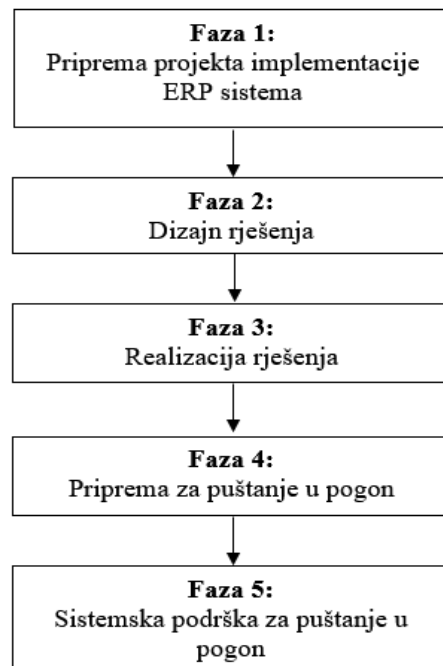 Faza 1:
Priprema projekta implementacije
ERP sistema
Faza 2:
Dizajn rješenja
Faza 3:
Realizacija rješenja
Faza 4:
Priprema za puštanje u pogon
Faza 5:
Sistemska podrška za puštanje u
pogon